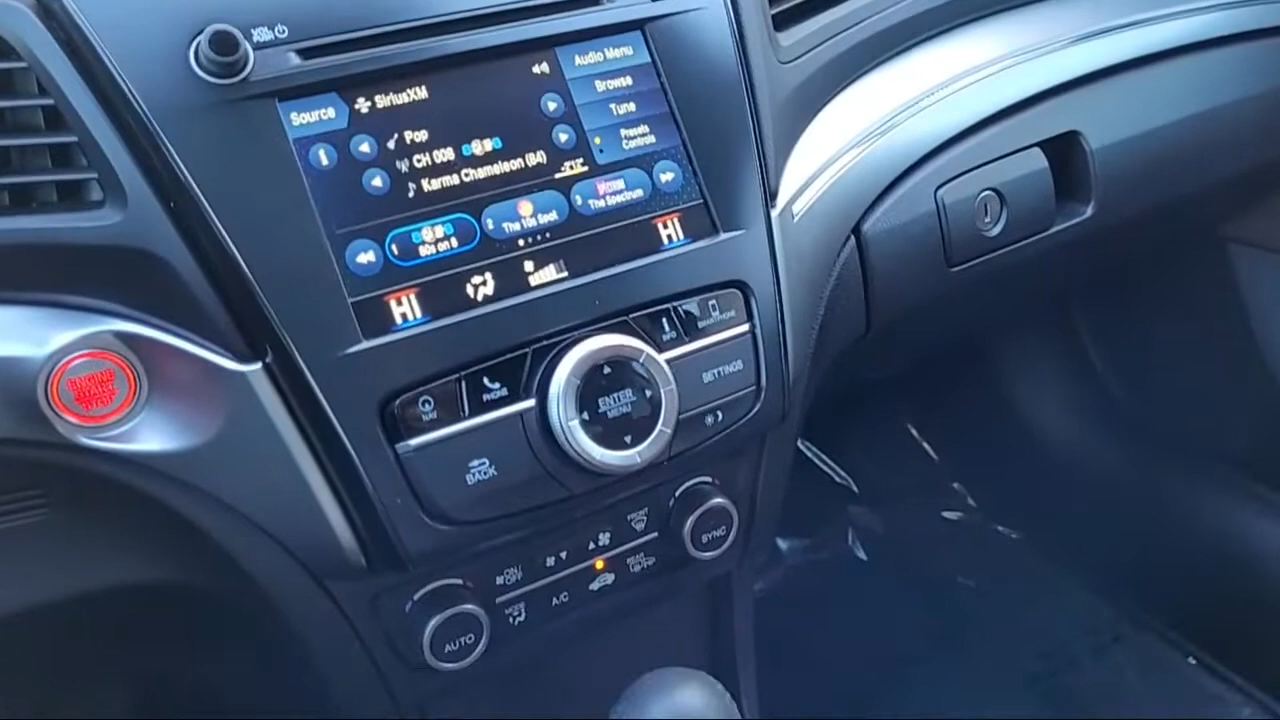 VOL
Audio Menu
Source
SiriusXM
Browse
Pop
Tune
CH 008
Presets
Controls
Karma Chameleon (84)
1
80s on 8
2
The 10s Spot
3
The Spectrum
HI
HI
ENGINE
START
STOP
NAV
PHONE
INFO
SMARTPHONE
ENTER
MENU
SETTINGS
BACK
ON/
OFF
FRONT
REAR
MODE
A/C
AUTO
SYNC